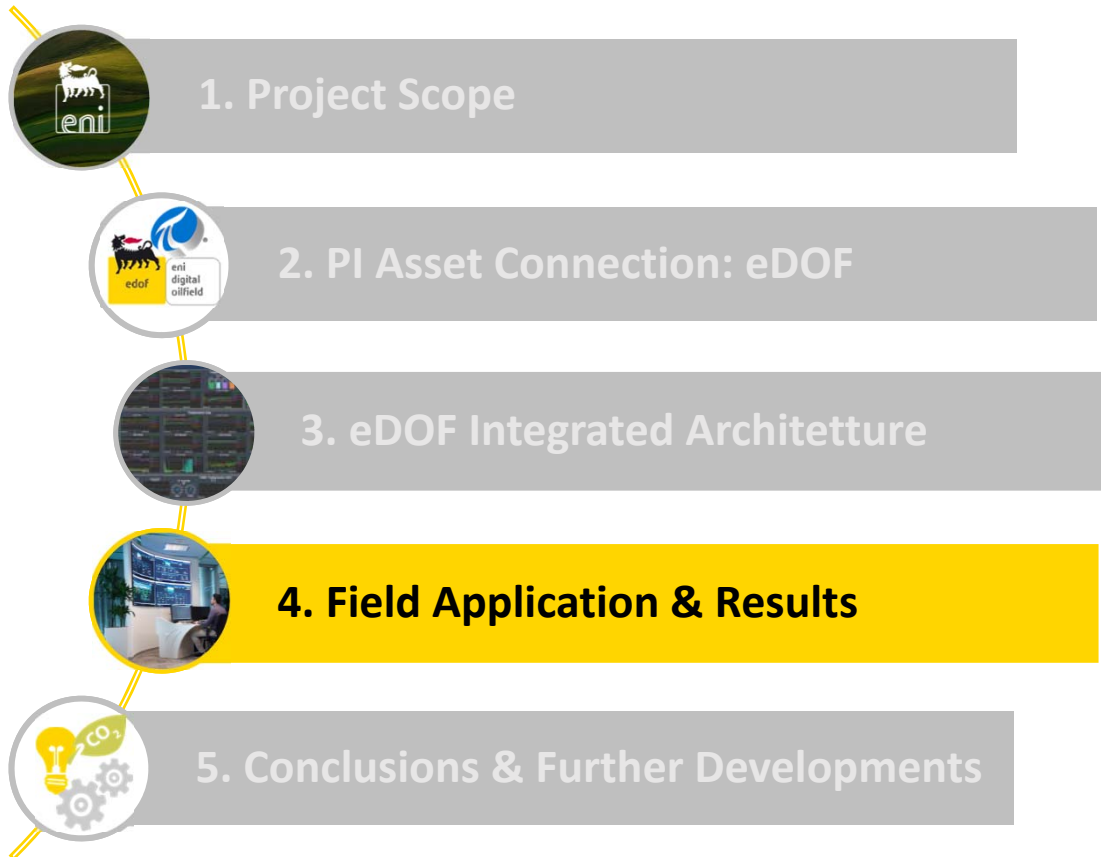 eni
1. Project Scope
edof
eni
digital
oilfield
2. PI Asset Connection: eDOF
3. eDOF Integrated Architetture
4. Field Application & Results
CO2
5. Conclusions & Further Developments